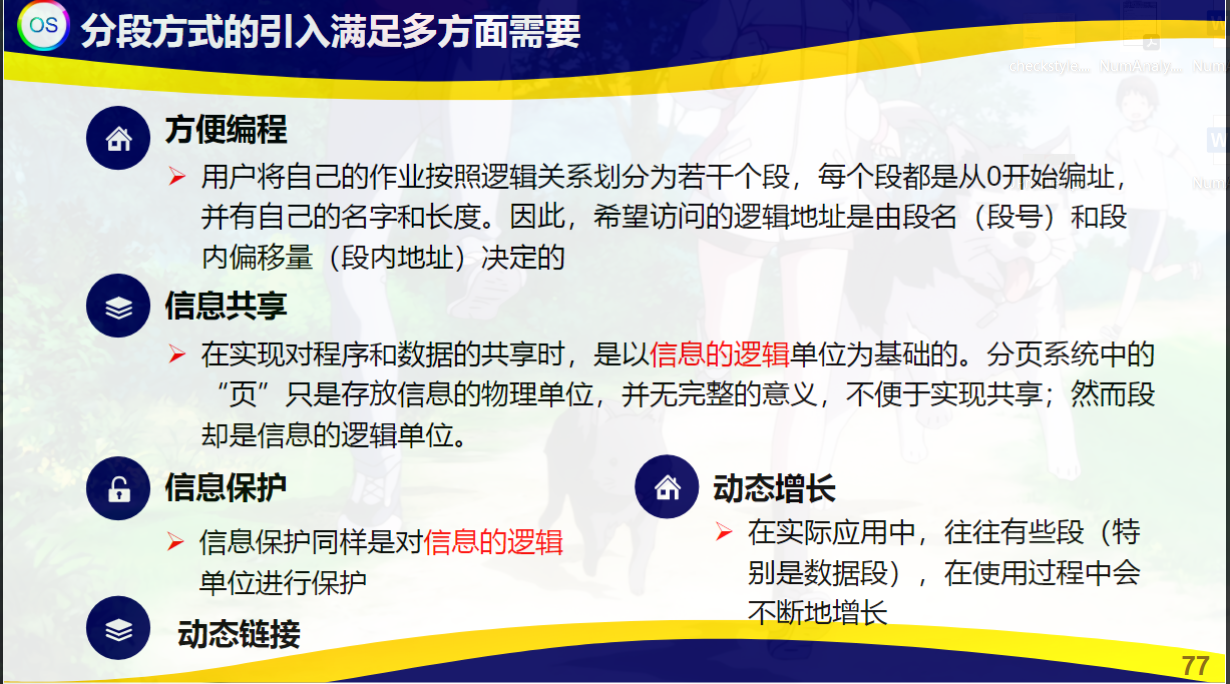 OS
分段方式的引入满足多方面需要
checkstyle...
NumAnaly...
方便编程
用户将自己的作业按照逻辑关系划分为若干个段，每个段都是从0开始编址，
并有自己的名字和长度。因此，希望访问的逻辑地址是由段名（段号）和段
内偏移量（段内地址）决定的
信息共享
在实现对程序和数据的共享时，是以信息的逻辑单位为基础的。分页系统中的
“页”只是存放信息的物理单位，并无完整的意义，不便于实现共享；然而段
却是信息的逻辑单位。
信息保护
信息保护同样是对信息的逻辑
单位进行保护
动态增长
在实际应用中，往往有些段（特
别是数据段），在使用过程中会
不断地增长
动态链接
77